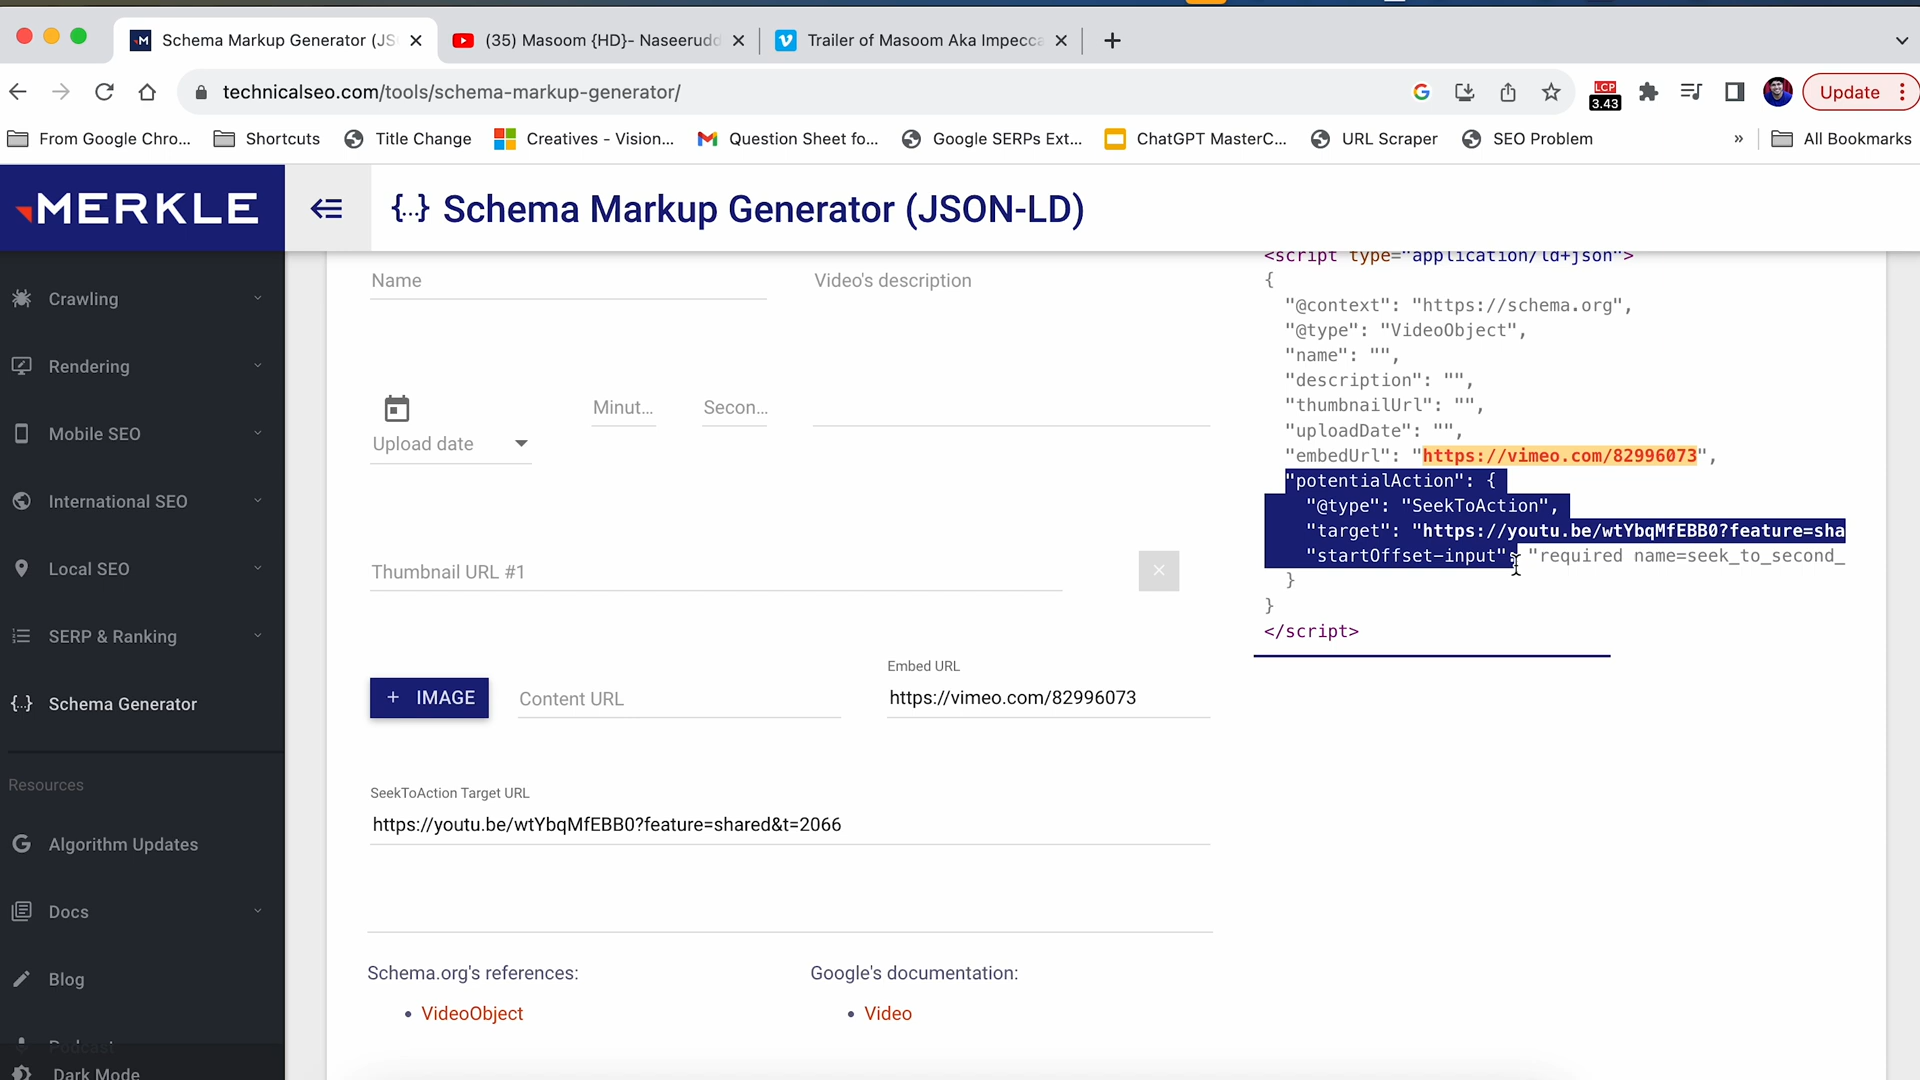 Schema Markup Generator (JS
(35) Masoom {HD}- Naseerudd
Trailer of Masoom Aka Impecca
technicalseo.com/tools/schema-markup-generator/
LCP
3.43
Update
From Google Chro...
Shortcuts
Title Change
Creatives - Vision...
Question Sheet fo...
Google SERPs Ext...
ChatGPT MasterC...
URL Scraper
SEO Problem
»
All Bookmarks
MERKLE
{...} Schema Markup Generator (JSON-LD)
Crawling
Rendering
Mobile SEO
International SEO
Local SEO
SERP & Ranking
{..} Schema Generator
Resources
Algorithm Updates
Docs
Blog
Podcast
Dark Mode
Name
Video's description
Upload date
Minut...
Secon...
Thumbnail URL #1
+ IMAGE
Content URL
Embed URL
https://vimeo.com/82996073
SeekToAction Target URL
https://youtu.be/wtYbqMfEBB0?feature=shared&t=2066
Schema.org's references:
• VideoObject
Google's documentation:
• Video
<script type="application/ld+json">
{
"@context": "https://schema.org",
"@type": "VideoObject",
"name": "",
"description": "",
"thumbnailUrl": "",
"uploadDate": "",
"embedUrl": "https://vimeo.com/82996073",
"potentialAction": {
"@type": "SeekToAction",
"target": "https://youtu.be/wtYbqMfEBB0?feature=sha
"startOffset-input": "required name=seek_to_second_
}
}
</script>